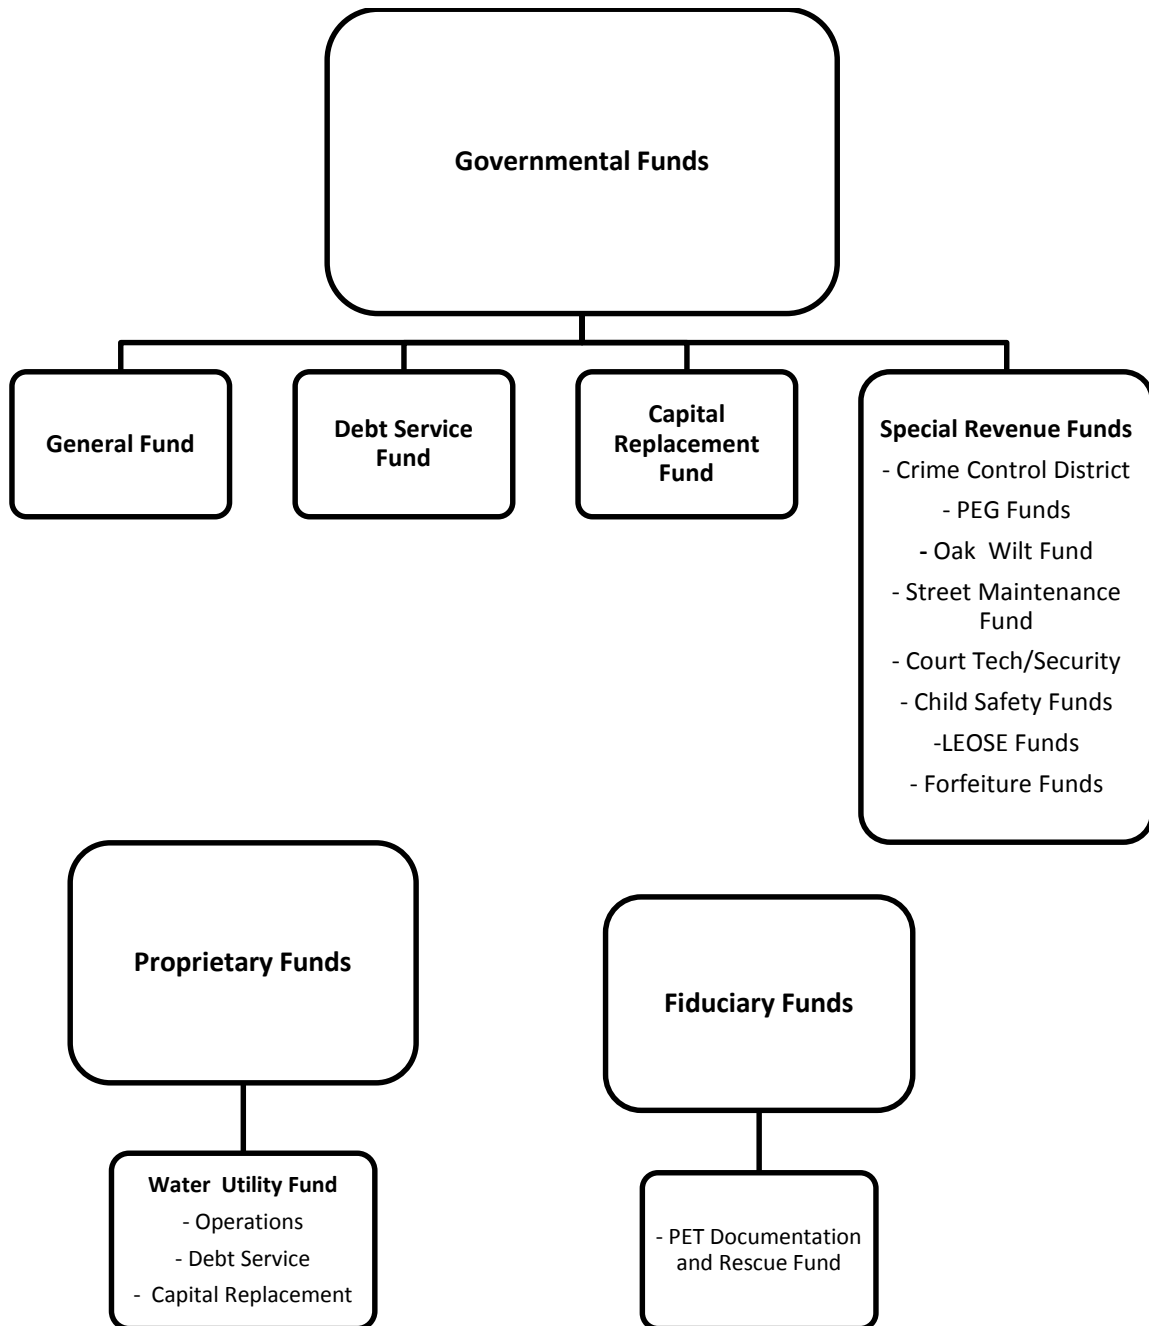 Governmental Funds
General Fund
Debt Service
Fund
Capital
Replacement
Fund
Special Revenue Funds
- Crime Control District
- PEG Funds
- Oak  Wilt Fund
- Street Maintenance
Fund
- Court Tech/Security
- Child Safety Funds
-LEOSE Funds
- Forfeiture Funds
Proprietary Funds
Fiduciary Funds
Water  Utility Fund
- Operations
- Debt Service
-  Capital Replacement
- PET Documentation
and Rescue Fund